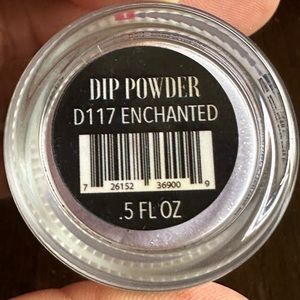 DIP POWDER
D117 ENCHANTED
7 26152 36900 9
.5 FL OZ